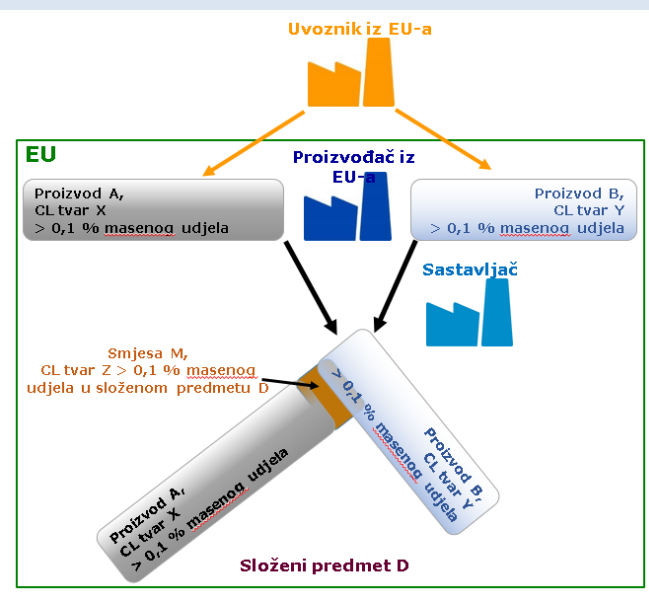 Uvoznik iz EU-a
EU
Proizvođač iz
EU-a
Proizvod A,
CL tvar X
> 0,1 % masenog udjela
Proizvod B,
CL tvar Y
> 0,1 % masenog udjela
Sastavljač
Smjesa M,
CL tvar Z > 0,1 % masenog
udjela u složenom predmetu D
Proizvod A,
CL tvar X
> 0,1 % masenog udjela
Proizvod B,
CL tvar Y
> 0,1 % masenog udjela
Složeni predmet D